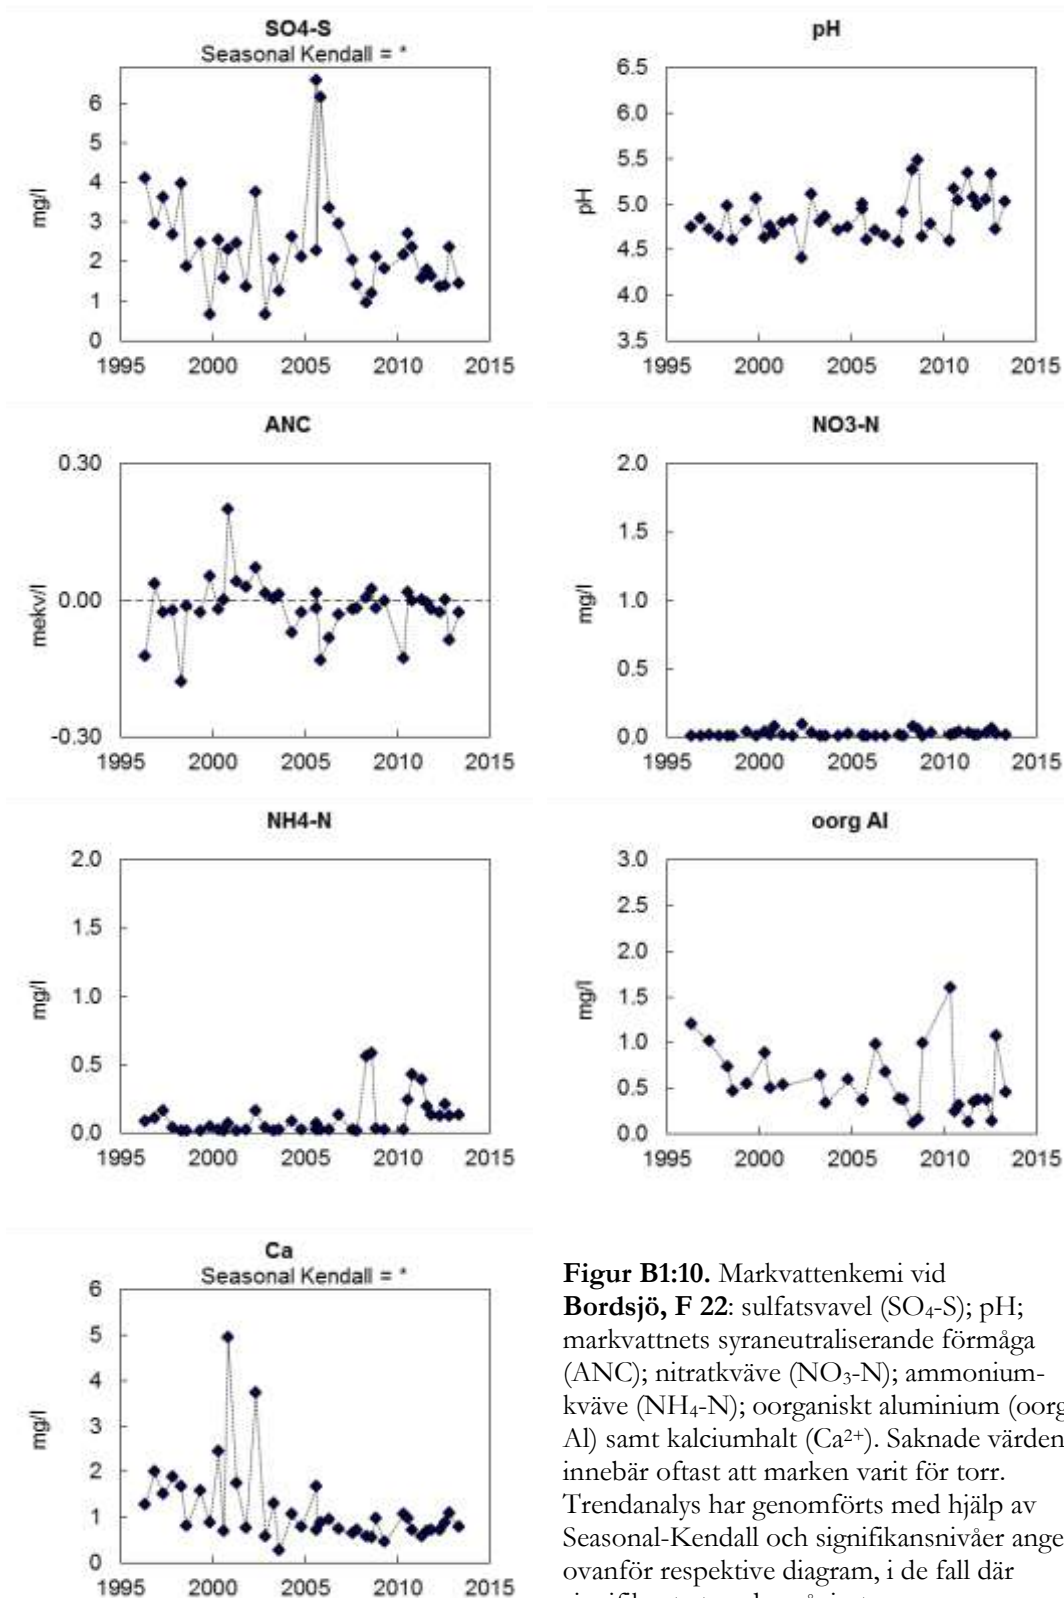 SO4-S
Seasonal Kendall = *
mg/l
6
5
4
3
2
1
0
1995 2000 2005 2010 2015
pH
pH
6.5
6.0
5.5
5.0
4.5
4.0
3.5
1995 2000 2005 2010 2015
ANC
mekv/l
0.30
0.00
-0.30
1995 2000 2005 2010 2015
NO3-N
mg/l
2.0
1.5
1.0
0.5
0.0
1995 2000 2005 2010 2015
NH4-N
mg/l
2.0
1.5
1.0
0.5
0.0
1995 2000 2005 2010 2015
oorg Al
mg/l
3.0
2.5
2.0
1.5
1.0
0.5
0.0
1995 2000 2005 2010 2015
Ca
Seasonal Kendall = *
mg/l
6
5
4
3
2
1
0
1995 2000 2005 2010 2015
Figur B1:10. Markvattenkemi vid
Bordsjö, F 22: sulfatsvavel (SO₄-S); pH;
markvattnets syraneutraliserande förmåga
(ANC); nitratkväve (NO₃-N); ammonium-
kväve (NH₄-N); oorganiskt aluminium (oorg
Al) samt kalciumhalt (Ca²⁺). Saknade värden
innebär oftast att marken varit för torr.
Trendanalys har genomförts med hjälp av
Seasonal-Kendall och signifikansnivåer ange
ovanför respektive diagram, i de fall där